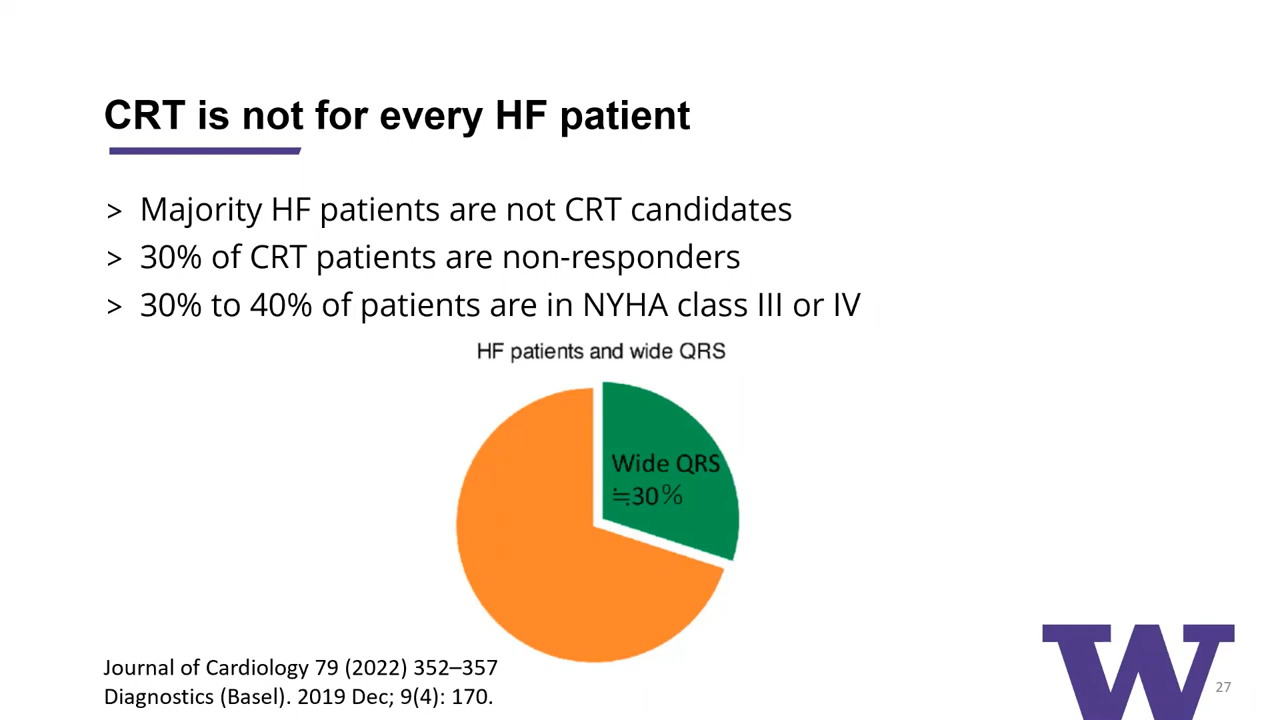 CRT is not for every HF patient
> Majority HF patients are not CRT candidates
> 30% of CRT patients are non-responders
> 30% to 40% of patients are in NYHA class III or IV
HF patients and wide QRS
Wide QRS
≒30%
Journal of Cardiology 79 (2022) 352–357
Diagnostics (Basel). 2019 Dec; 9(4): 170.
W
27